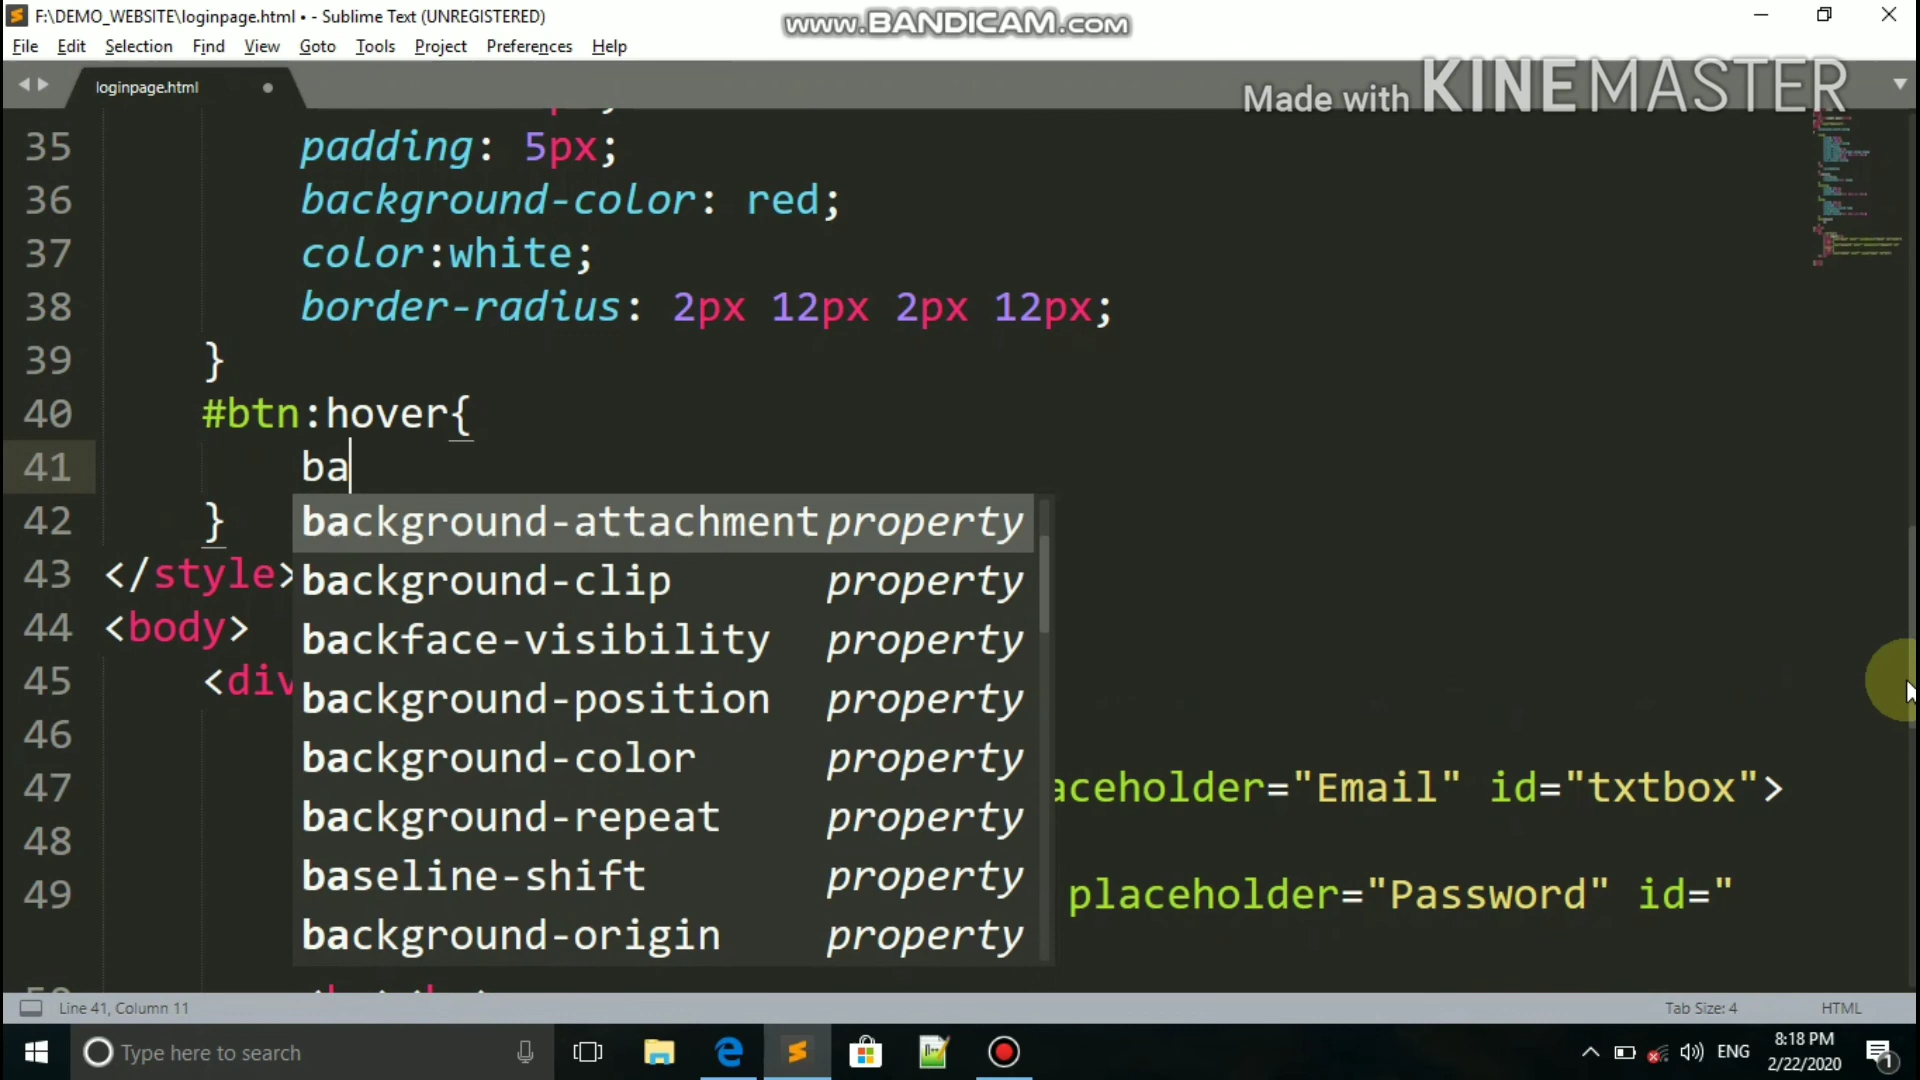 F:\DEMO_WEBSITE\loginpage.html • - Sublime Text (UNREGISTERED)
www.BANDICAM.com
File Edit Selection Find View Goto Tools Project Preferences Help
Made with KINEMASTER
loginpage.html
35 padding: 5px;
36 background-color: red;
37 color:white;
38 border-radius: 2px 12px 2px 12px;
39 }
40 #btn:hover{
41 ba
42 }
background-attachment property
43 </style>
background-clip property
44 <body>
backface-visibility property
45 <div
background-position property
46
background-color property
47 aceholder="Email" id="txtbox">
background-repeat property
48
baseline-shift property
49 placeholder="Password" id="
background-origin property
Line 41, Column 11
Tab Size: 4 HTML
Type here to search
ENG
8:18 PM
2/22/2020
1